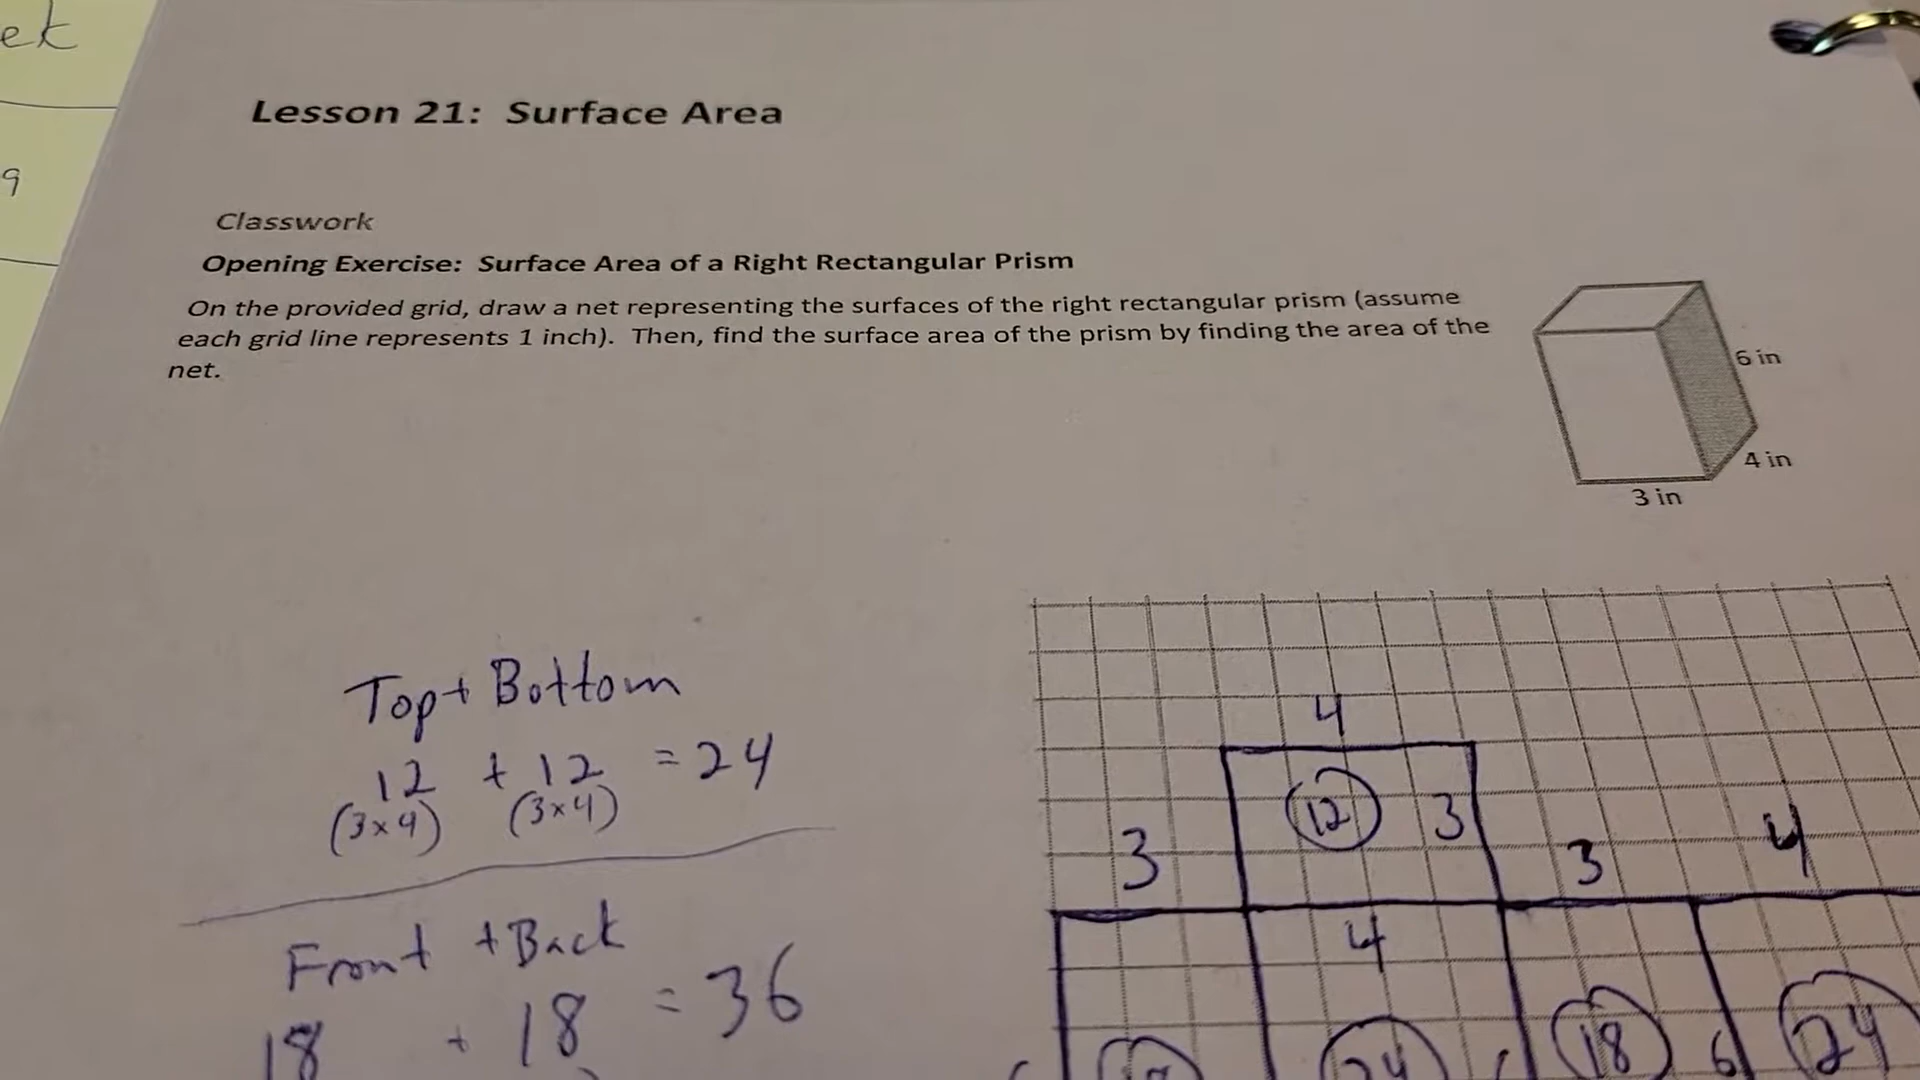 ek
9
Lesson 21: Surface Area
Classwork
Opening Exercise: Surface Area of a Right Rectangular Prism
On the provided grid, draw a net representing the surfaces of the right rectangular prism (assume
each grid line represents 1 inch). Then, find the surface area of the prism by finding the area of the
net.
6 in
4 in
3 in
Top + Bottom
12 + 12 = 24
(3x4) (3x4)
Front + Back
18 + 18 = 36
4
12 3
3 3 4
4
24 18 6 24